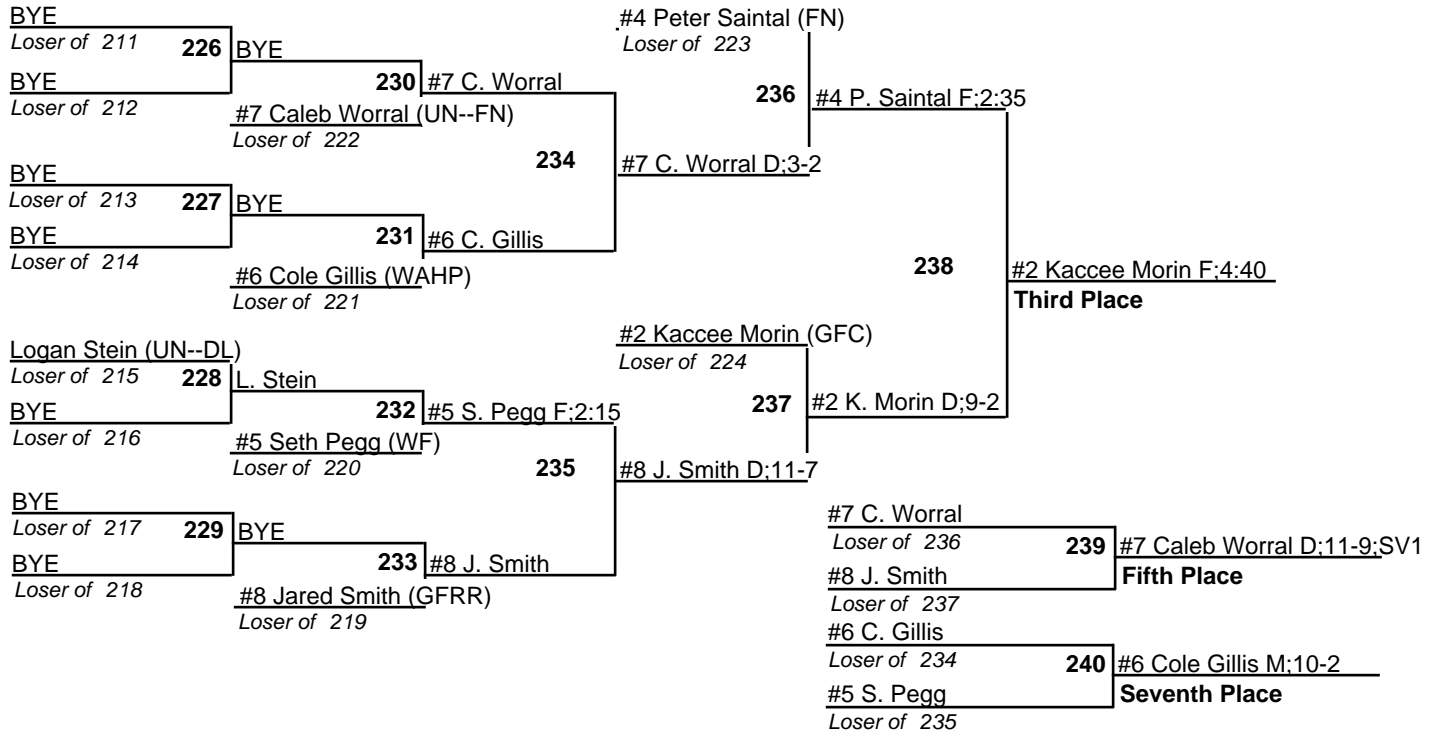 BYE
Loser of 211
226
BYE
BYE
Loser of 212
230
#7 C. Worral
#7 Caleb Worral (UN--FN)
Loser of 222
BYE
Loser of 213
227
BYE
BYE
Loser of 214
231
#6 C. Gillis
#6 Cole Gillis (WAHP)
Loser of 221
234
#7 C. Worral D;3-2
#4 Peter Saintal (FN)
Loser of 223
236
#4 P. Saintal F;2:35
Logan Stein (UN--DL)
Loser of 215
228
L. Stein
BYE
Loser of 216
232
#5 S. Pegg F;2:15
#5 Seth Pegg (WF)
Loser of 220
BYE
Loser of 217
229
BYE
BYE
Loser of 218
233
#8 J. Smith
#8 Jared Smith (GFRR)
Loser of 219
235
#8 J. Smith D;11-7
#2 Kaccee Morin (GFC)
Loser of 224
237
#2 K. Morin D;9-2
238
#2 Kaccee Morin F;4:40
Third Place
#7 C. Worral
Loser of 236
239
#7 Caleb Worral D;11-9;SV1
Fifth Place
#8 J. Smith
Loser of 237
#6 C. Gillis
Loser of 234
240
#6 Cole Gillis M;10-2
Seventh Place
#5 S. Pegg
Loser of 235